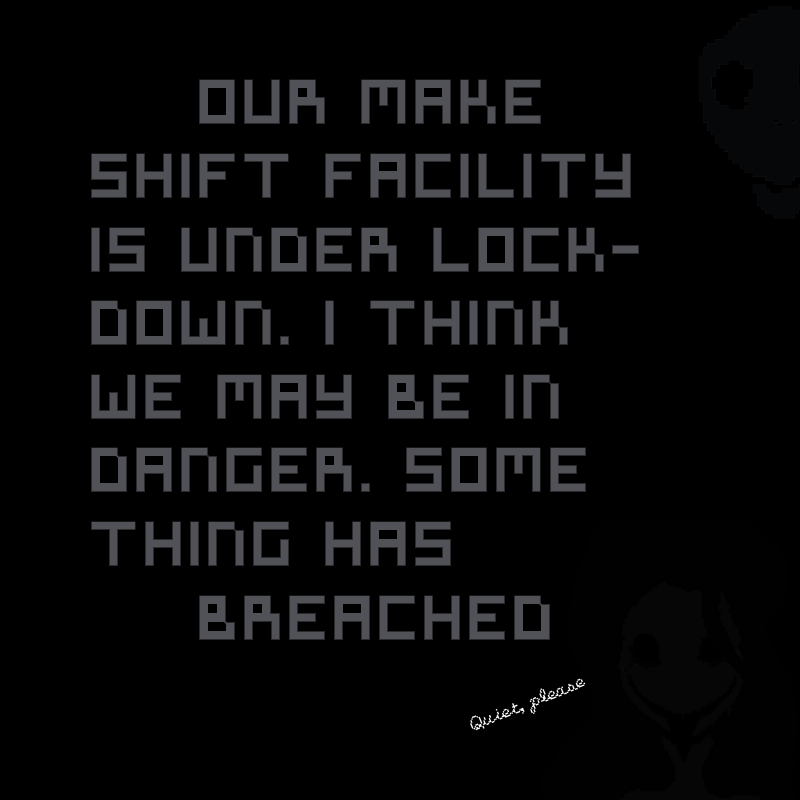 OUR MAKE
SHIFT FACILITY
IS UNDER LOCK-
DOWN. I THINK
WE MAY BE IN
DANGER. SOME
THING HAS
BREACHED
Quiet, please